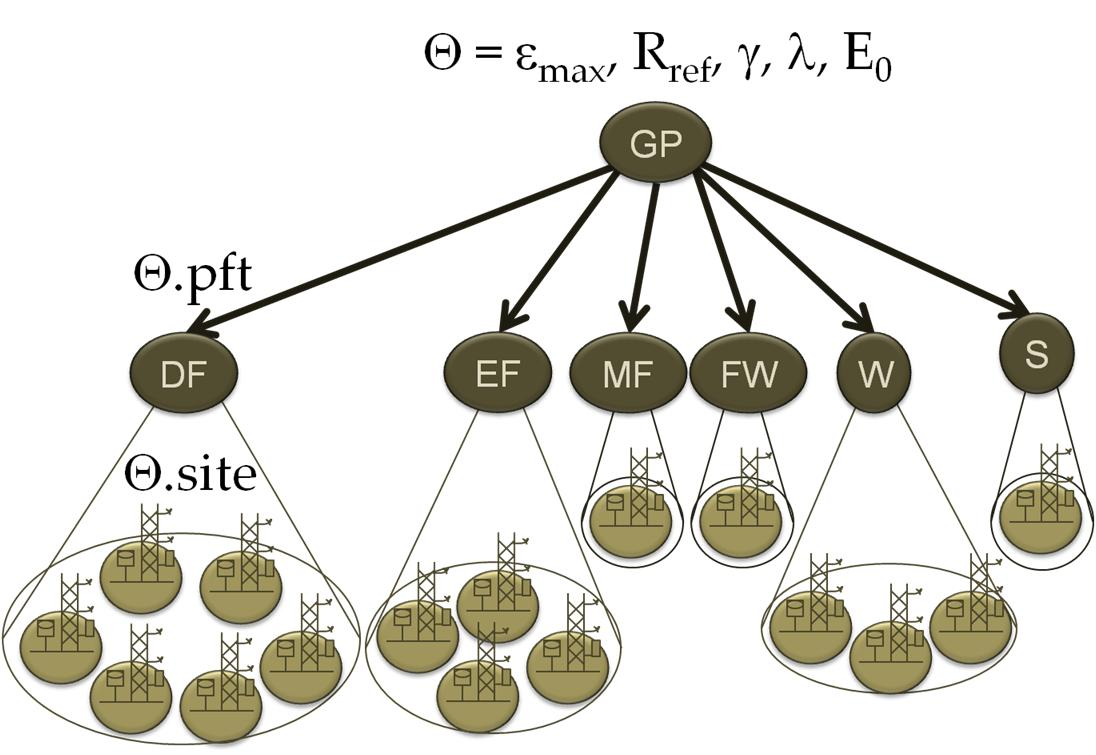 Θ = εmax, Rref, γ, λ, E0
GP
Θ.pft
DF EF MF FW W S
Θ.site